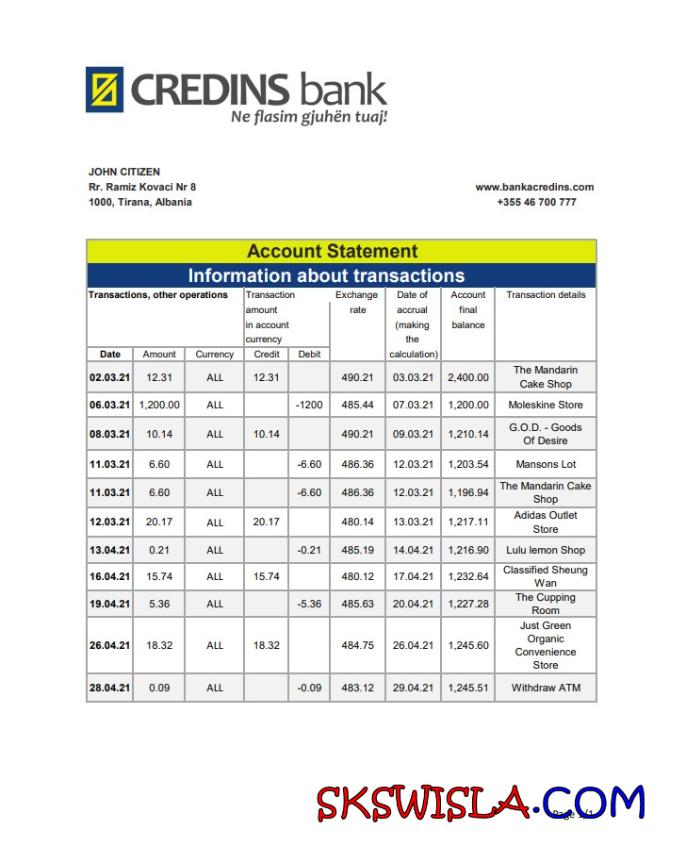 CREDINS bank
Ne flasim gjuhën tuaj!
JOHN CITIZEN
Rr. Ramiz Kovaci Nr 8
1000, Tirana, Albania
www.bankacredins.com
+355 46 700 777
Account Statement
Information about transactions
Transactions, other operations Transaction amount in account currency Exchange rate Date of accrual (making the calculation) Account final balance Transaction details
Date Amount Currency Credit Debit
02.03.21 12.31 ALL 12.31 490.21 03.03.21 2,400.00 The Mandarin Cake Shop
06.03.21 1,200.00 ALL -1200 485.44 07.03.21 1,200.00 Moleskine Store
08.03.21 10.14 ALL 10.14 490.21 09.03.21 1,210.14 G.O.D. - Goods Of Desire
11.03.21 6.60 ALL -6.60 486.36 12.03.21 1,203.54 Mansons Lot
11.03.21 6.60 ALL -6.60 486.36 12.03.21 1,196.94 The Mandarin Cake Shop
12.03.21 20.17 ALL 20.17 480.14 13.03.21 1,217.11 Adidas Outlet Store
13.04.21 0.21 ALL -0.21 485.19 14.04.21 1,216.90 Lulu lemon Shop
16.04.21 15.74 ALL 15.74 480.12 17.04.21 1,232.64 Classified Sheung Wan
19.04.21 5.36 ALL -5.36 485.63 20.04.21 1,227.28 The Cupping Room
26.04.21 18.32 ALL 18.32 484.75 26.04.21 1,245.60 Just Green Organic Convenience Store
28.04.21 0.09 ALL -0.09 483.12 29.04.21 1,245.51 Withdraw ATM
SKSWISLA.COM
Page